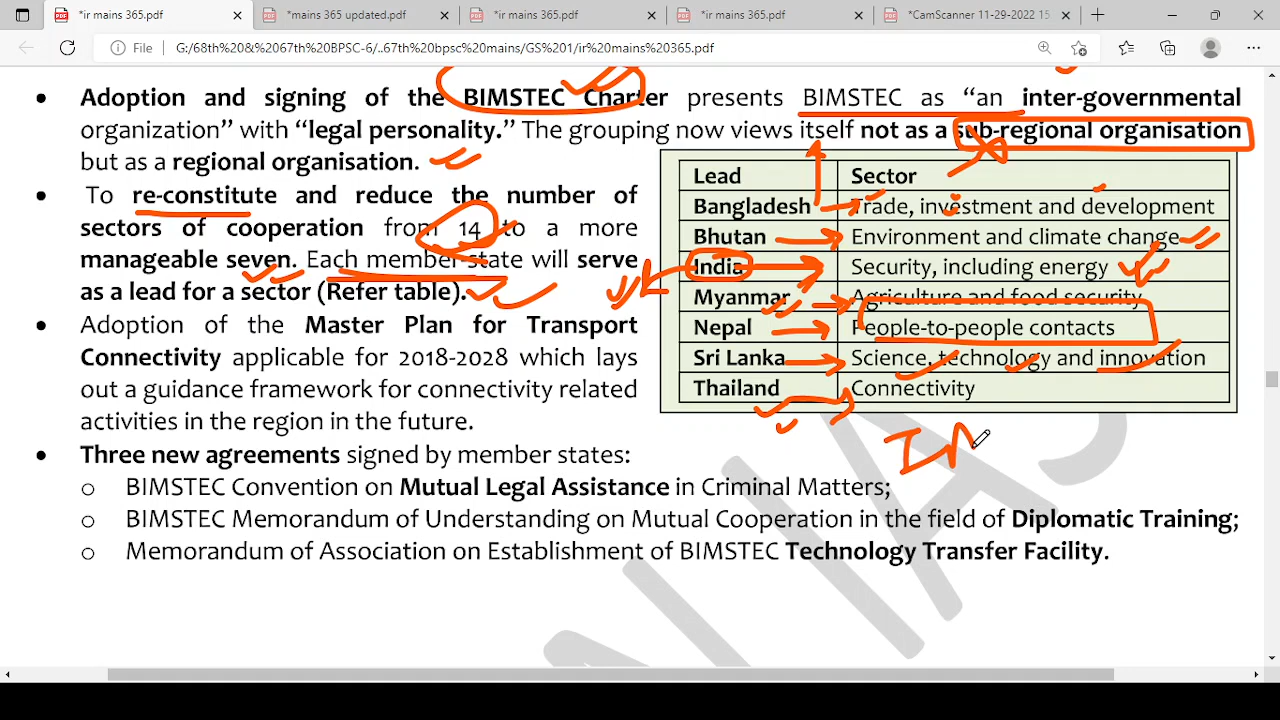 *ir mains 365.pdf
*mains 365 updated.pdf
*ir mains 365.pdf
*ir mains 365.pdf
*CamScanner 11-29-2022 15
File
G:/68th%20&%2067th%20BPSC-6/..67th%20bpsc%20mains/GS%201/ir%20mains%20365.pdf
• Adoption and signing of the BIMSTEC Charter presents BIMSTEC as “an inter-governmental
organization” with “legal personality.” The grouping now views itself not as a sub-regional organisation
but as a regional organisation.
• To re-constitute and reduce the number of
sectors of cooperation from 14 to a more
manageable seven. Each member-state will serve
as a lead for a sector (Refer table).
• Adoption of the Master Plan for Transport
Connectivity applicable for 2018-2028 which lays
out a guidance framework for connectivity related
activities in the region in the future.
Lead Sector
Bangladesh Trade, investment and development
Bhutan Environment and climate change
India Security, including energy
Myanmar Agriculture and food security
Nepal People-to-people contacts
Sri Lanka Science, technology and innovation
Thailand Connectivity
• Three new agreements signed by member states:
o BIMSTEC Convention on Mutual Legal Assistance in Criminal Matters;
o BIMSTEC Memorandum of Understanding on Mutual Cooperation in the field of Diplomatic Training;
o Memorandum of Association on Establishment of BIMSTEC Technology Transfer Facility.